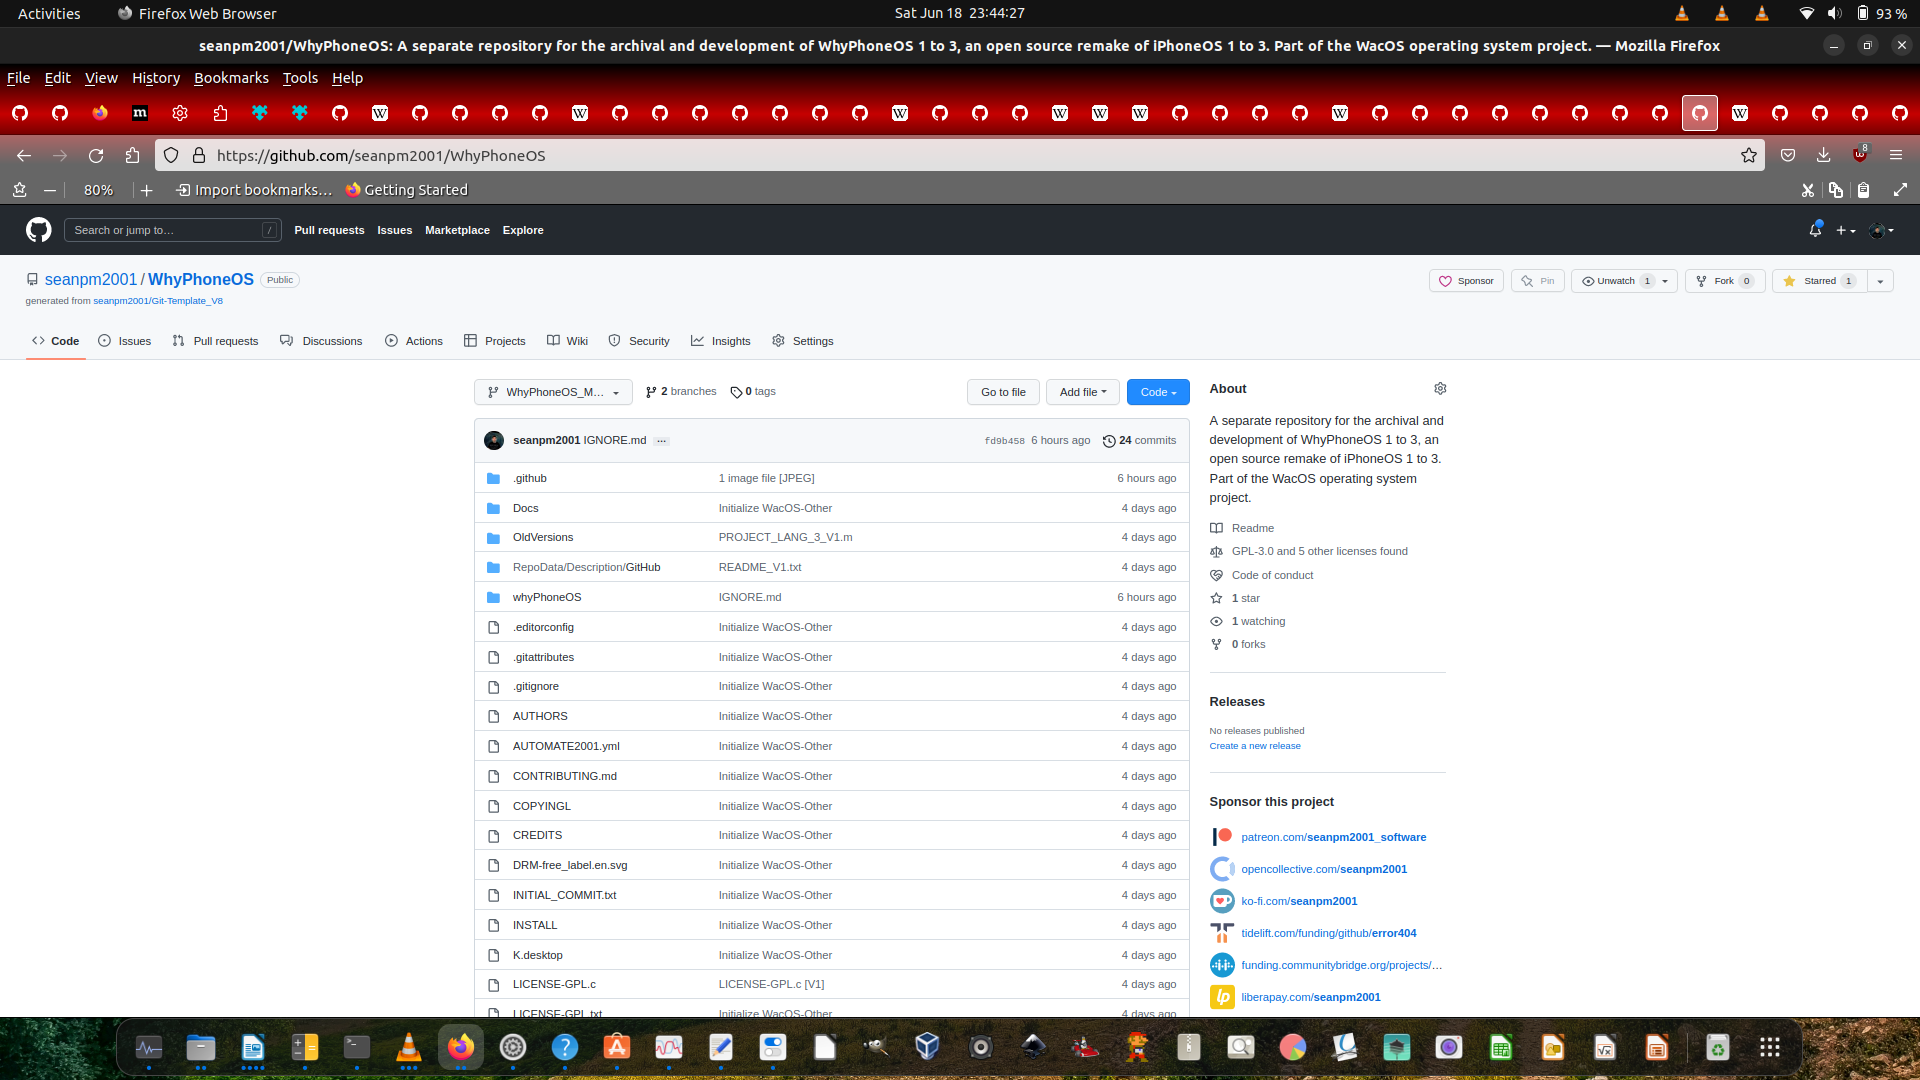 Activities
Firefox Web Browser
Sat Jun 18 23:44:27
93 %
seanpm2001/WhyPhoneOS: A separate repository for the archival and development of WhyPhoneOS 1 to 3, an open source remake of iPhoneOS 1 to 3. Part of the WacOS operating system project. — Mozilla Firefox
File Edit View History Bookmarks Tools Help
https://github.com/seanpm2001/WhyPhoneOS
8
80%
Import bookmarks…
Getting Started
Search or jump to…
/
Pull requests
Issues
Marketplace
Explore
seanpm2001 / WhyPhoneOS
Public
generated from seanpm2001/Git-Template_V8
Sponsor
Pin
Unwatch 1
Fork 0
Starred 1
Code
Issues
Pull requests
Discussions
Actions
Projects
Wiki
Security
Insights
Settings
WhyPhoneOS_M...
2 branches
0 tags
Go to file
Add file
Code
seanpm2001 IGNORE.md ...
fd9b458 6 hours ago
24 commits
.github 1 image file [JPEG] 6 hours ago
Docs Initialize WacOS-Other 4 days ago
OldVersions PROJECT_LANG_3_V1.m 4 days ago
RepoData/Description/GitHub README_V1.txt 4 days ago
whyPhoneOS IGNORE.md 6 hours ago
.editorconfig Initialize WacOS-Other 4 days ago
.gitattributes Initialize WacOS-Other 4 days ago
.gitignore Initialize WacOS-Other 4 days ago
AUTHORS Initialize WacOS-Other 4 days ago
AUTOMATE2001.yml Initialize WacOS-Other 4 days ago
CONTRIBUTING.md Initialize WacOS-Other 4 days ago
COPYINGL Initialize WacOS-Other 4 days ago
CREDITS Initialize WacOS-Other 4 days ago
DRM-free_label.en.svg Initialize WacOS-Other 4 days ago
INITIAL_COMMIT.txt Initialize WacOS-Other 4 days ago
INSTALL Initialize WacOS-Other 4 days ago
K.desktop Initialize WacOS-Other 4 days ago
LICENSE-GPL.c LICENSE-GPL.c [V1] 4 days ago
LICENSE-GPL.txt Initialize WacOS-Other 4 days ago
About
A separate repository for the archival and
development of WhyPhoneOS 1 to 3, an
open source remake of iPhoneOS 1 to 3.
Part of the WacOS operating system
project.
Readme
GPL-3.0 and 5 other licenses found
Code of conduct
1 star
1 watching
0 forks
Releases
No releases published
Create a new release
Sponsor this project
patreon.com/seanpm2001_software
opencollective.com/seanpm2001
ko-fi.com/seanpm2001
tidelift.com/funding/github/error404
funding.communitybridge.org/projects/...
lp
liberapay.com/seanpm2001